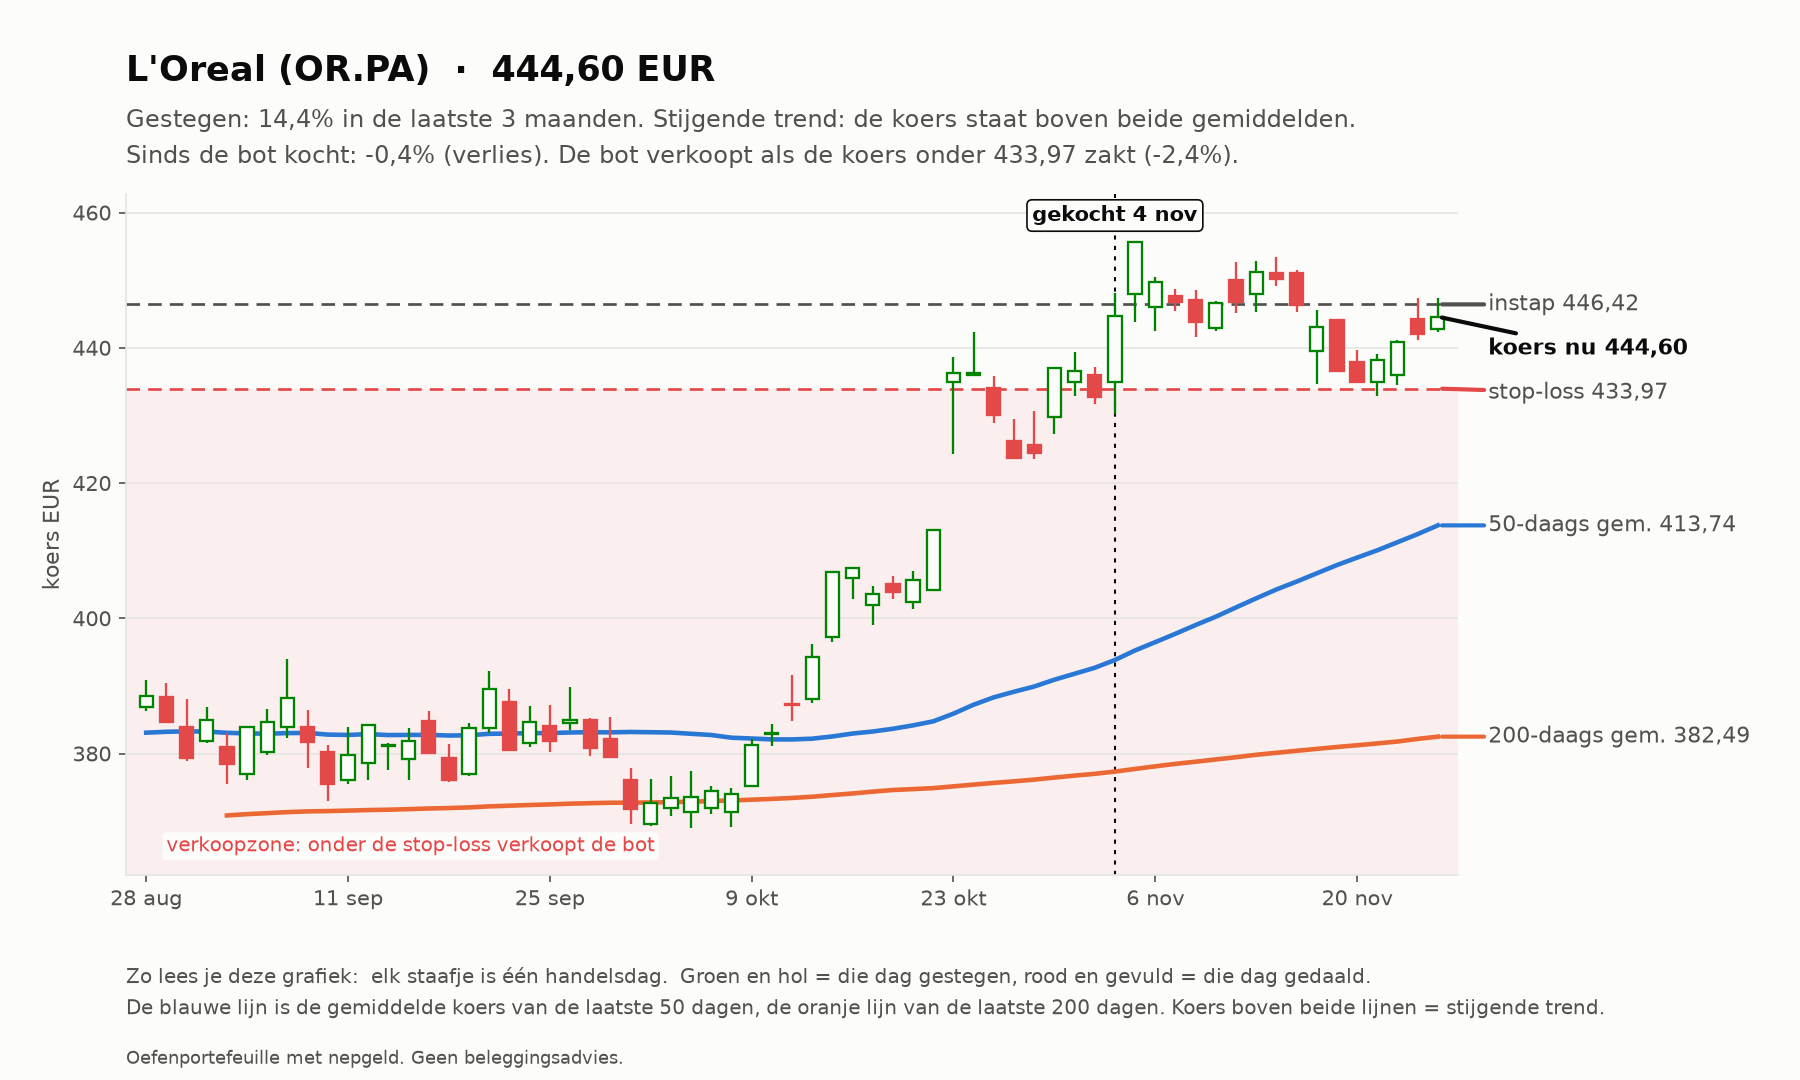 L'Oreal (OR.PA)  ·  444,60 EUR
Gestegen: 14,4% in de laatste 3 maanden. Stijgende trend: de koers staat boven beide gemiddelden.
Sinds de bot kocht: -0,4% (verlies). De bot verkoopt als de koers onder 433,97 zakt (-2,4%).
gekocht 4 nov
460
440
420
400
380
koers EUR
instap 446,42
koers nu 444,60
stop-loss 433,97
50-daags gem. 413,74
200-daags gem. 382,49
verkoopzone: onder de stop-loss verkoopt de bot
28 aug
11 sep
25 sep
9 okt
23 okt
6 nov
20 nov
Zo lees je deze grafiek:  elk staafje is één handelsdag.  Groen en hol = die dag gestegen, rood en gevuld = die dag gedaald.
De blauwe lijn is de gemiddelde koers van de laatste 50 dagen, de oranje lijn van de laatste 200 dagen. Koers boven beide lijnen = stijgende trend.
Oefenportefeuille met nepgeld. Geen beleggingsadvies.